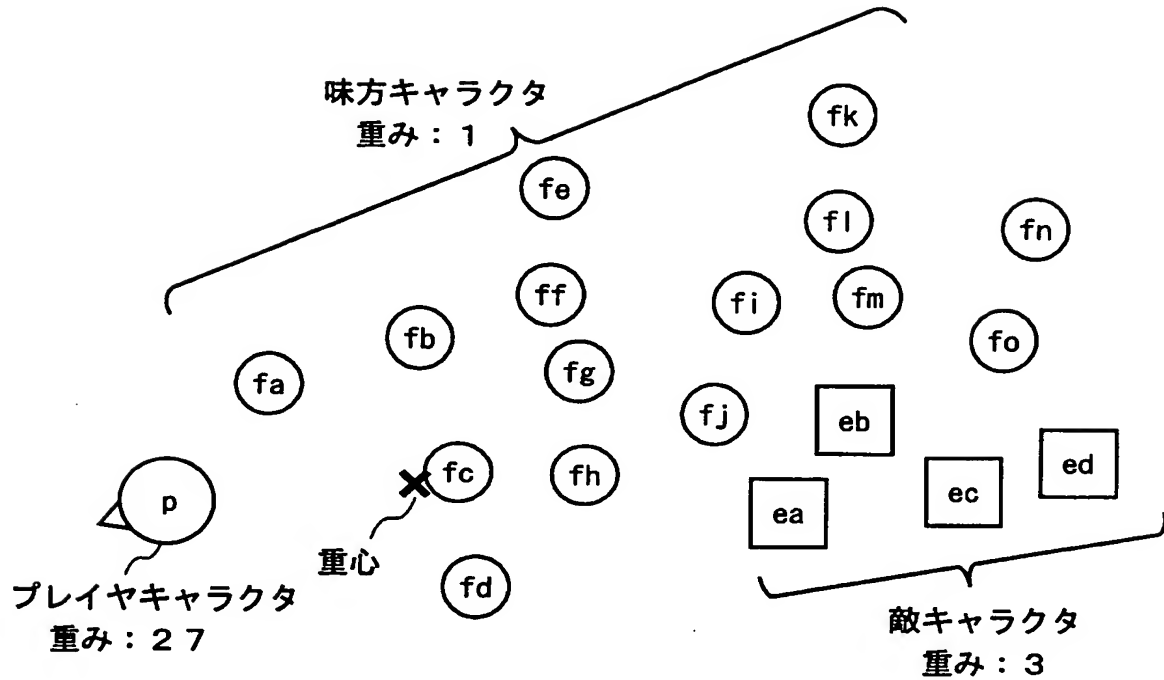 味方キャラクタ
重み：１
fk
fe
fl
fn
ff
fi
fm
fb
fo
fg
fa
fj
eb
fc
fh
ed
ec
p
ea
重心
fd
プレイヤキャラクタ
重み：２７
敵キャラクタ
重み：３